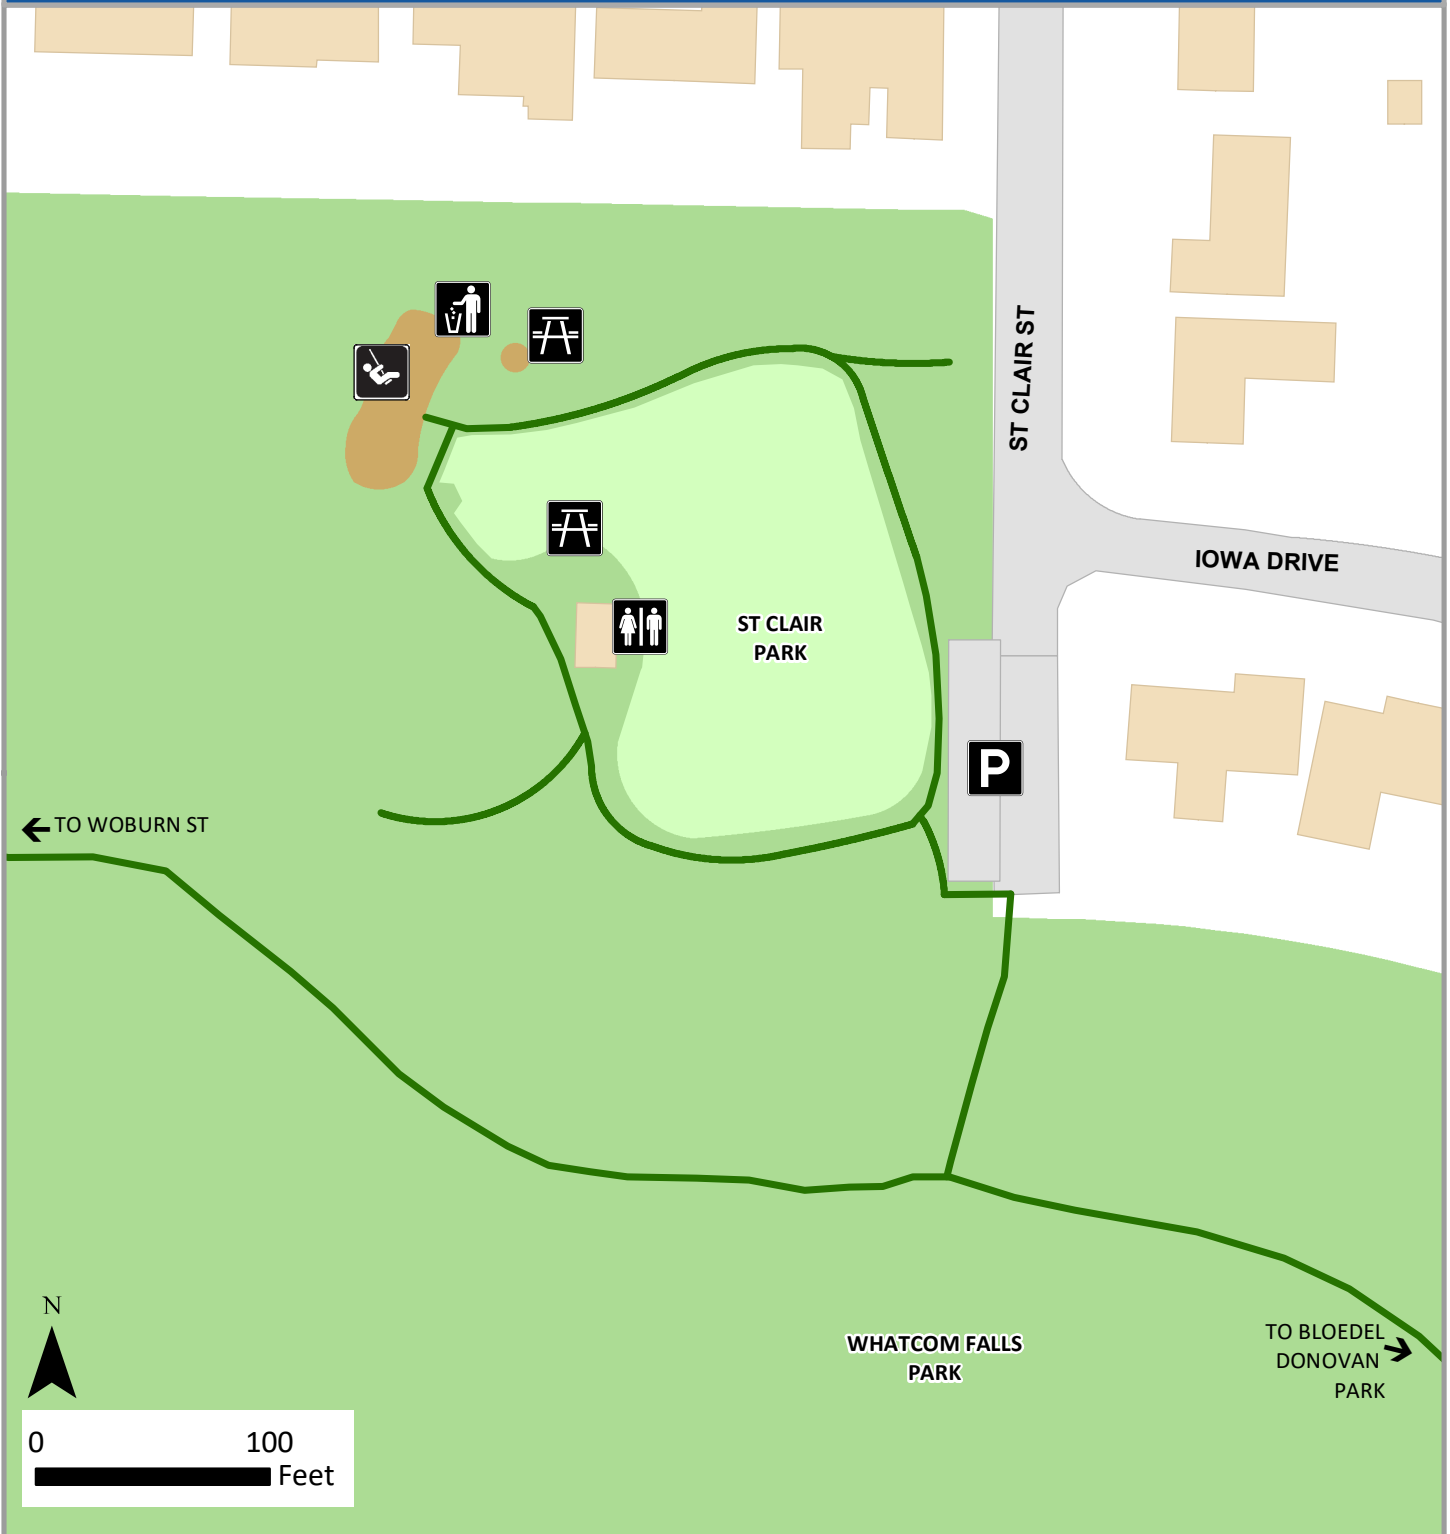 ST CLAIR ST
IOWA DRIVE
ST CLAIR
PARK
P
TO WOBURN ST
N
WHATCOM FALLS
PARK
TO BLOEDEL
DONOVAN
PARK
0 100
Feet